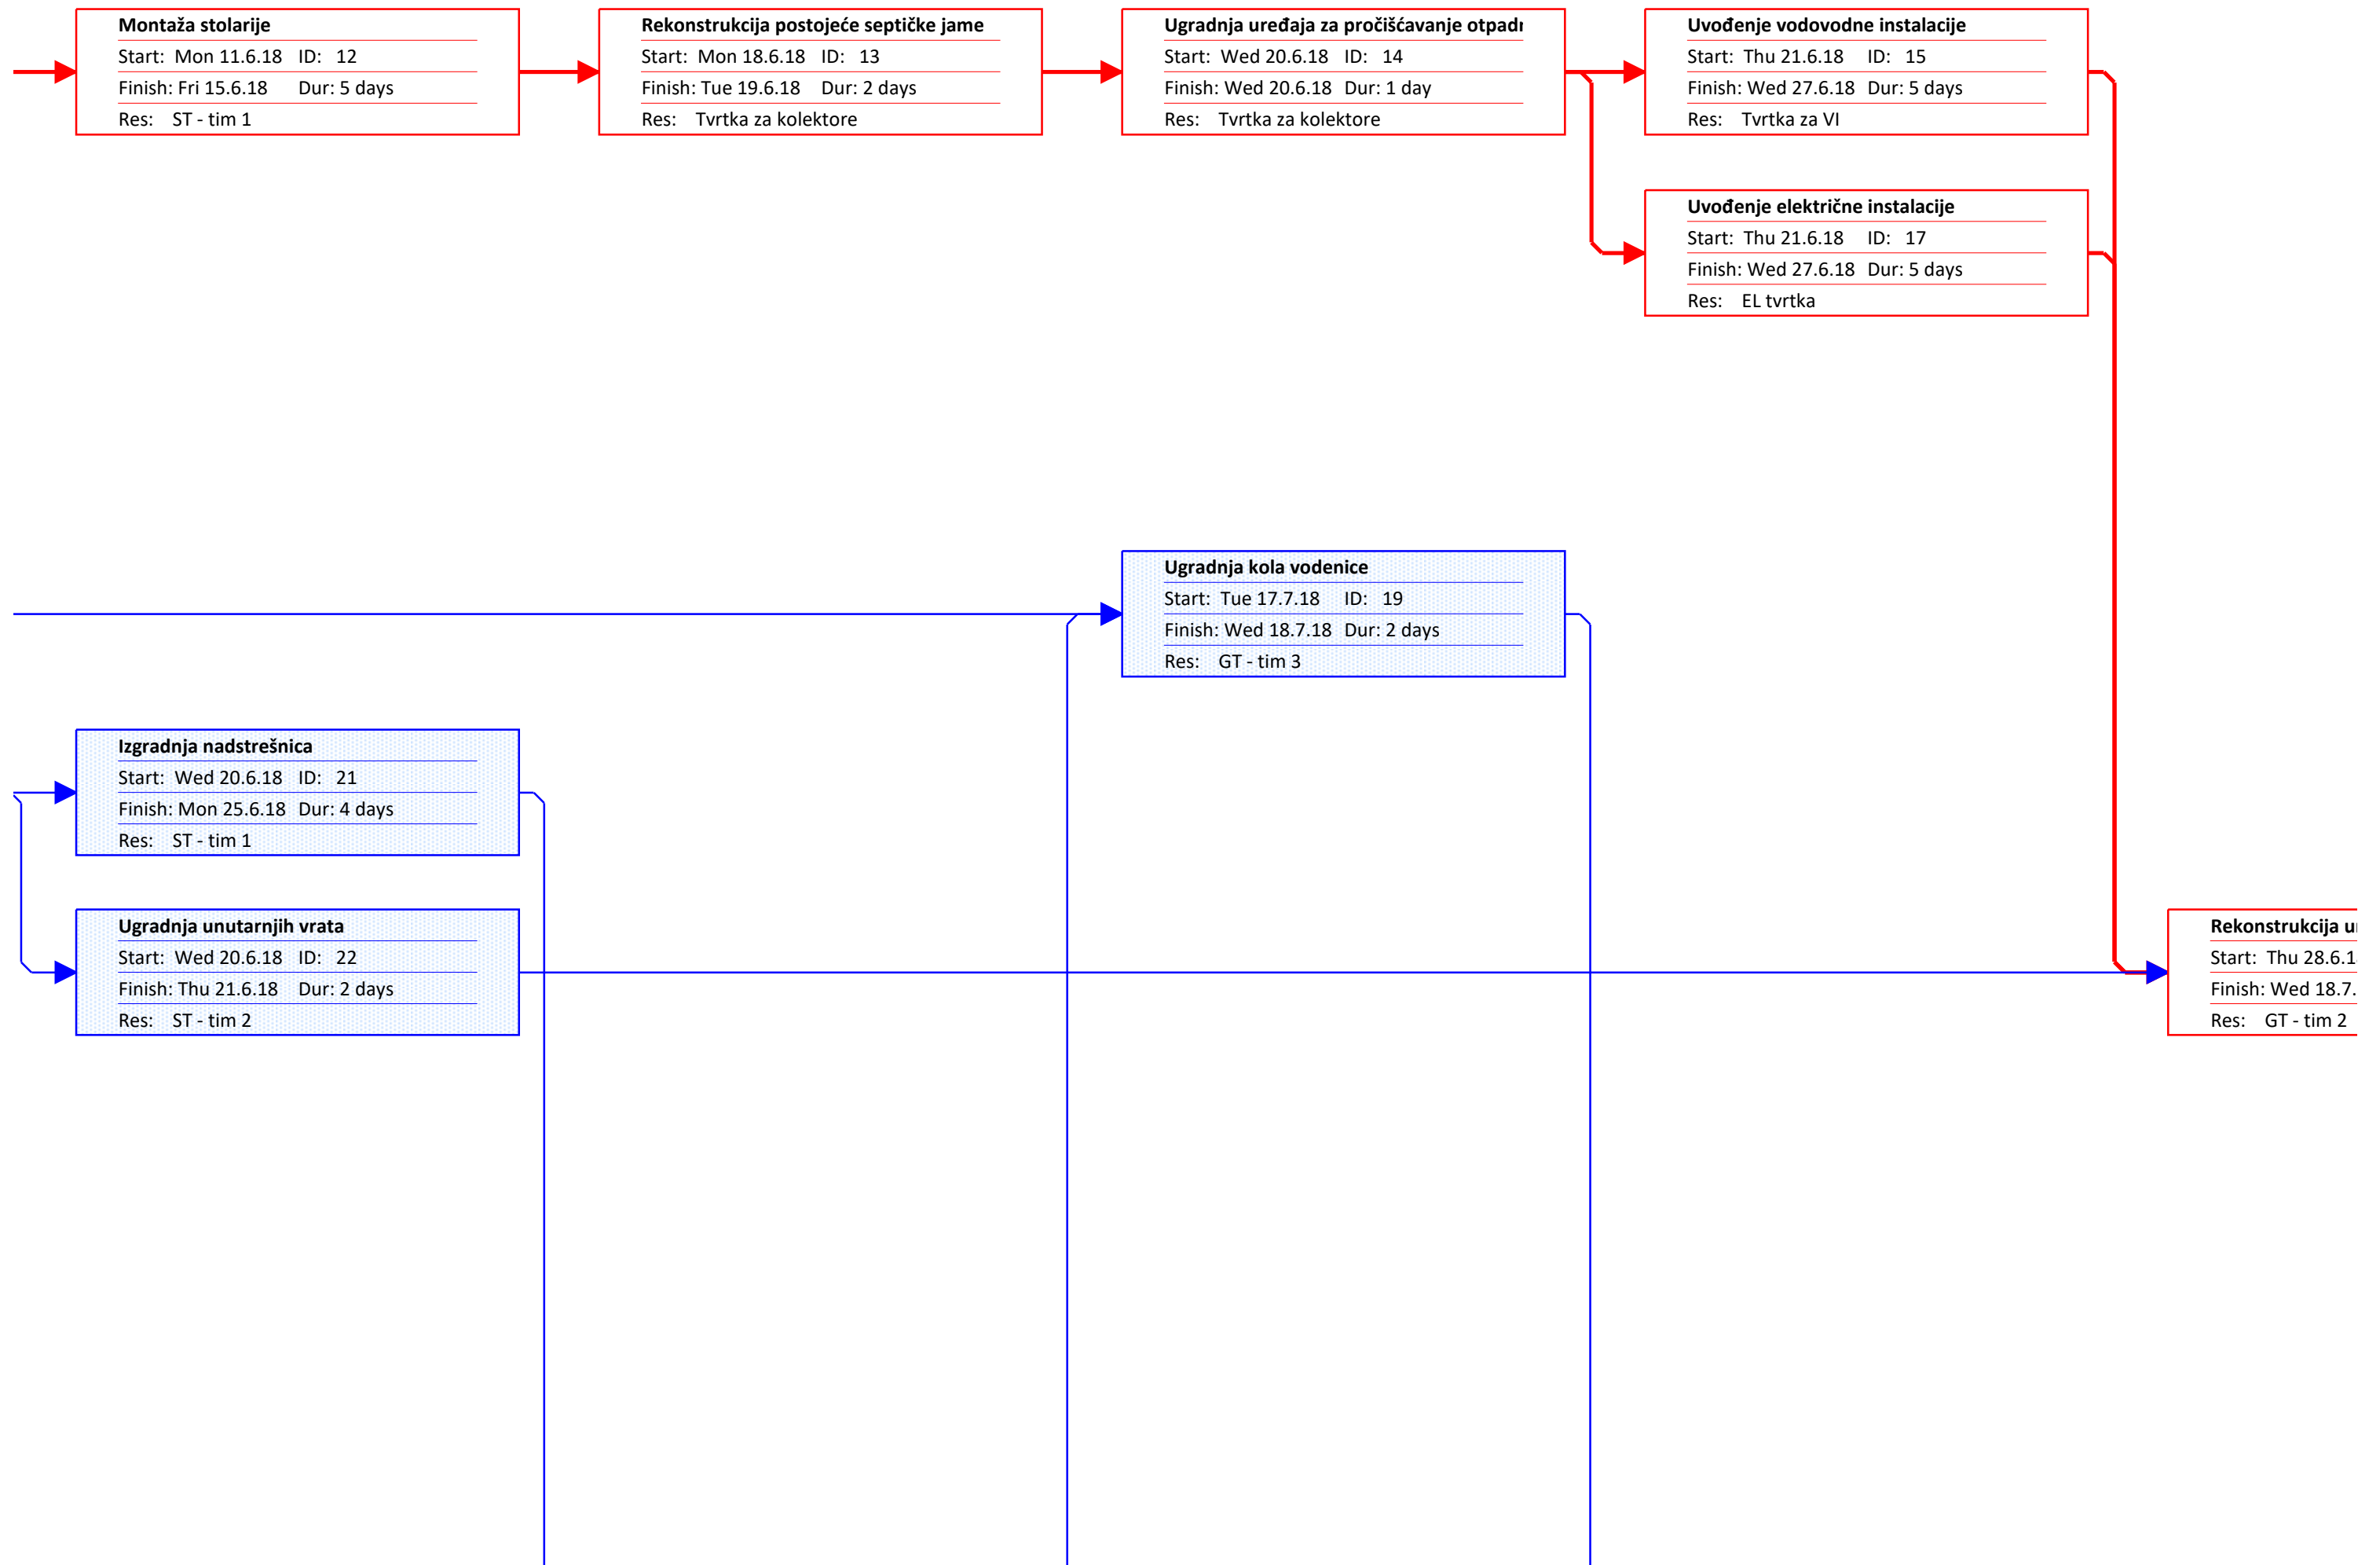 Montaža stolarije
Start: Mon 11.6.18 ID: 12
Finish: Fri 15.6.18 Dur: 5 days
Res: ST - tim 1
Rekonstrukcija postojeće septičke jame
Start: Mon 18.6.18 ID: 13
Finish: Tue 19.6.18 Dur: 2 days
Res: Tvrtka za kolektore
Ugradnja uređaja za pročišćavanje
Start: Wed 20.6.18 ID: 14
Finish: Wed 20.6.18 Dur: 1 day
Res: Tvrtka za kolektore
Uvođenje vodovodne instalacije
Start: Thu 21.6.18 ID: 15
Finish: Wed 27.6.18 Dur: 5 days
Res: Tvrtka za VI
Uvođenje električne instalacije
Start: Thu 21.6.18 ID: 17
Finish: Wed 27.6.18 Dur: 5 days
Res: EL tvrtka
Ugradnja kola vodenice
Start: Tue 17.7.18 ID: 19
Finish: Wed 18.7.18 Dur: 2 days
Res: GT - tim 3
Izgradnja nadstrešnica
Start: Wed 20.6.18 ID: 21
Finish: Mon 25.6.18 Dur: 4 days
Res: ST - tim 1
Ugradnja unutarnjih vrata
Start: Wed 20.6.18 ID: 22
Finish: Thu 21.6.18 Dur: 2 days
Res: ST - tim 2
Rekonstrukcija
Start: Thu 28.6.1
Finish: Wed 18.7.
Res: GT - tim 2